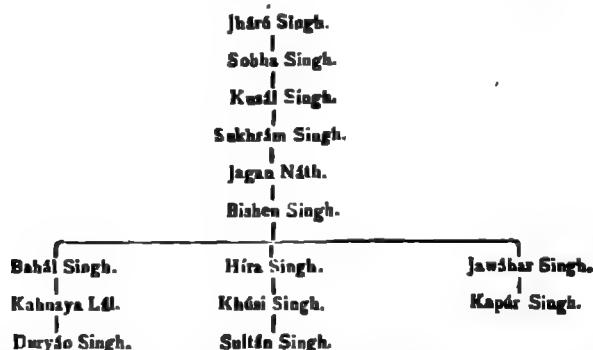 Jhárú Singh.
Sobha Singh.
Kusál Singh.
Sukhrám Singh.
Jagan Náth.
Bishen Singh.
Bahál Singh. Híra Singh. Jawáhar Singh.
Kahnaya Lál. Khúsi Singh. Kapúr Singh.
Duryáo Singh. Sultán Singh.